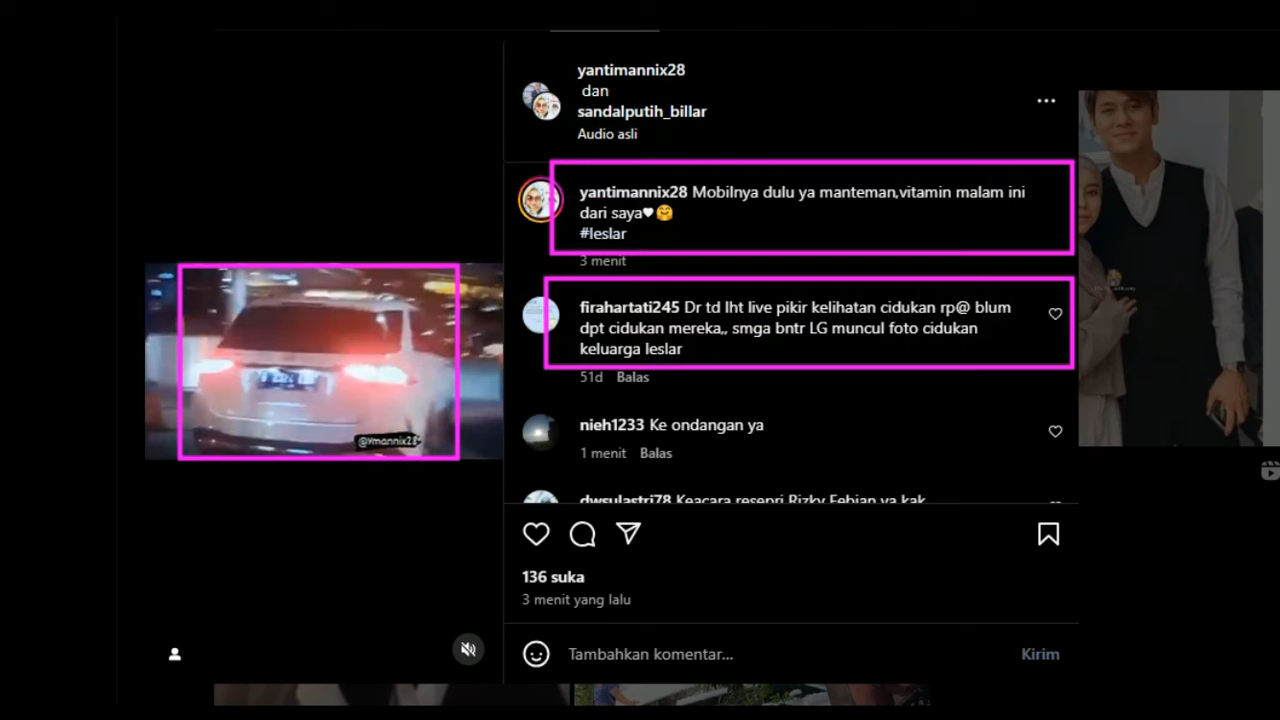 yantimannix28
dan
sandalputih_billar
Audio asli
yantimannix28 Mobilnya dulu ya manteman,vitamin malam ini
dari saya🤍🤗
#leslar
3 menit
firahartati245 Dr td lht live pikir kelihatan cidukan rp@ blum
dpt cidukan mereka,, smga bntr LG muncul foto cidukan
keluarga leslar
51d Balas
nieh1233 Ke ondangan ya
1 menit Balas
dwsulastri78 Keacara resepri Rizky Febian ya kak
@Ymannix28
136 suka
3 menit yang lalu
Tambahkan komentar...
Kirim